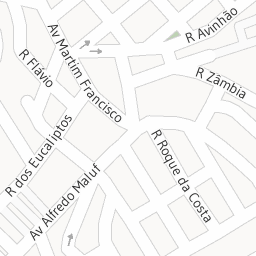 R Avinhão
Av Martim Francisco
R Flávio
R Zâmbia
R dos Eucaliptos
R Roque da Costa
Av Alfredo Maluf